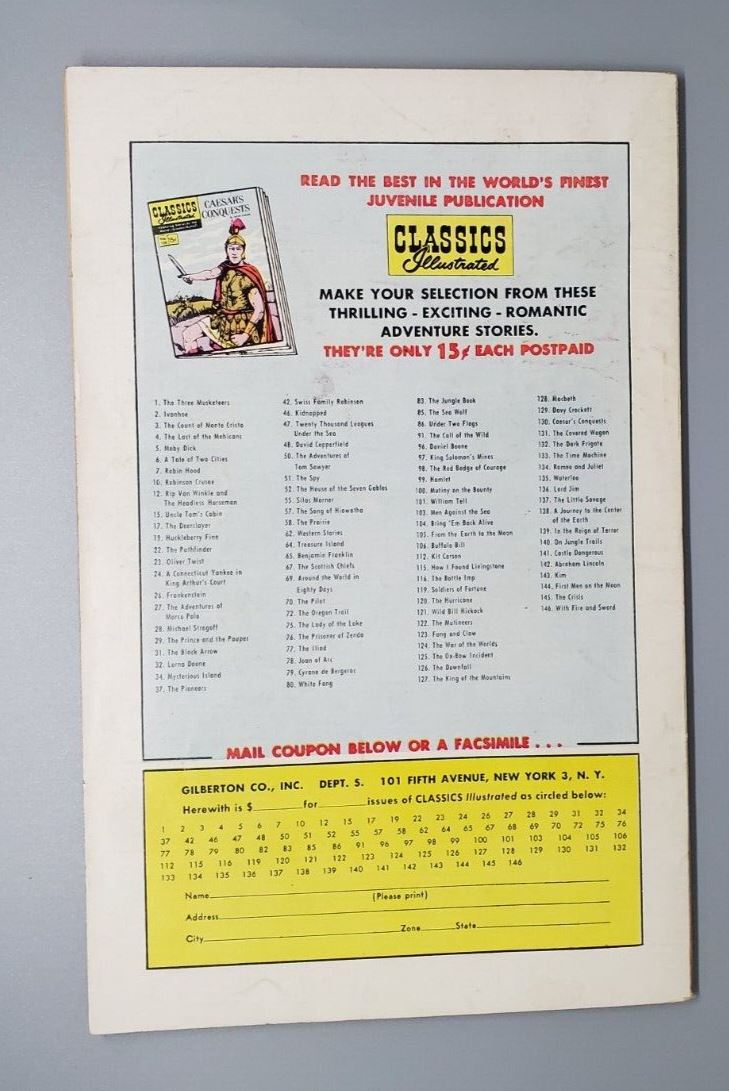 READ THE BEST IN THE WORLD'S FINEST
JUVENILE PUBLICATION
CLASSICS
Illustrated
CAESAR'S
CONQUESTS
CLASSICS
Illustrated
15¢
MAKE YOUR SELECTION FROM THESE
THRILLING - EXCITING - ROMANTIC
ADVENTURE STORIES.
THEY'RE ONLY 15¢ EACH POSTPAID
1. The Three Musketeers
2. Ivanhoe
3. The Count of Monte Cristo
4. The Last of the Mohicans
5. Moby Dick
6. A Tale of Two Cities
7. Robin Hood
10. Robinson Crusoe
12. Rip Van Winkle and
The Headless Horseman
15. Uncle Tom's Cabin
17. The Deerslayer
19. Huckleberry Finn
22. The Pathfinder
23. Oliver Twist
24. A Connecticut Yankee in
King Arthur's Court
26. Frankenstein
27. The Adventures of
Marco Polo
28. Michael Strogoff
29. The Prince and the Pauper
31. The Black Arrow
32. Lorna Doone
34. Mysterious Island
37. The Pioneers
42. Swiss Family Robinson
46. Kidnapped
47. Twenty Thousand Leagues
Under the Sea
48. David Copperfield
50. The Adventures of
Tom Sawyer
51. The Spy
52. The House of the Seven Gables
55. Silas Marner
57. The Song of Hiawatha
58. The Prairie
62. Western Stories
64. Treasure Island
65. Benjamin Franklin
67. The Scottish Chiefs
69. Around the World in
Eighty Days
70. The Pilot
72. The Oregon Trail
75. The Lady of the Lake
76. The Prisoner of Zenda
77. The Iliad
78. Joan of Arc
79. Cyrano de Bergerac
80. White Fang
83. The Jungle Book
85. The Sea Wolf
86. Under Two Flags
91. The Call of the Wild
96. Daniel Boone
97. King Solomon's Mines
98. The Red Badge of Courage
99. Hamlet
100. Mutiny on the Bounty
101. William Tell
103. Men Against the Sea
104. Bring 'Em Back Alive
105. From the Earth to the Moon
106. Buffalo Bill
112. Kit Carson
115. How I Found Livingstone
116. The Bottle Imp
119. Soldiers of Fortune
120. The Hurricane
121. Wild Bill Hickock
122. The Mutineers
123. Fang and Claw
124. The War of the Worlds
125. The Ox-Bow Incident
126. The Downfall
127. The King of the Mountains
128. Macbeth
129. Davy Crockett
130. Caesar's Conquests
131. The Covered Wagon
132. The Dark Frigate
133. The Time Machine
134. Romeo and Juliet
135. Waterloo
136. Lord Jim
137. The Little Savage
138. A Journey to the Center
of the Earth
139. In the Reign of Terror
140. On Jungle Trails
141. Castle Dangerous
142. Abraham Lincoln
143. Kim
144. First Men on the Moon
145. The Crisis
146. With Fire and Sword
MAIL COUPON BELOW OR A FACSIMILE . . .
GILBERTON CO., INC. DEPT. S. 101 FIFTH AVENUE, NEW YORK 3, N. Y.
Herewith is $ for issues of CLASSICS Illustrated as circled below:
1 2 3 4 5 6 7 10 12 15 17 19 22 23 24 26 27 28 29 31 32 34
37 42 46 47 48 50 51 52 55 57 58 62 64 65 67 68 69 70 72 75 76
77 78 79 80 82 83 85 86 91 96 97 98 99 100 101 103 104 105 106
112 115 116 119 120 121 122 123 124 125 126 127 128 129 130 131 132
133 134 135 136 137 138 139 140 141 142 143 144 145 146
Name
(Please print)
Address
City Zone State